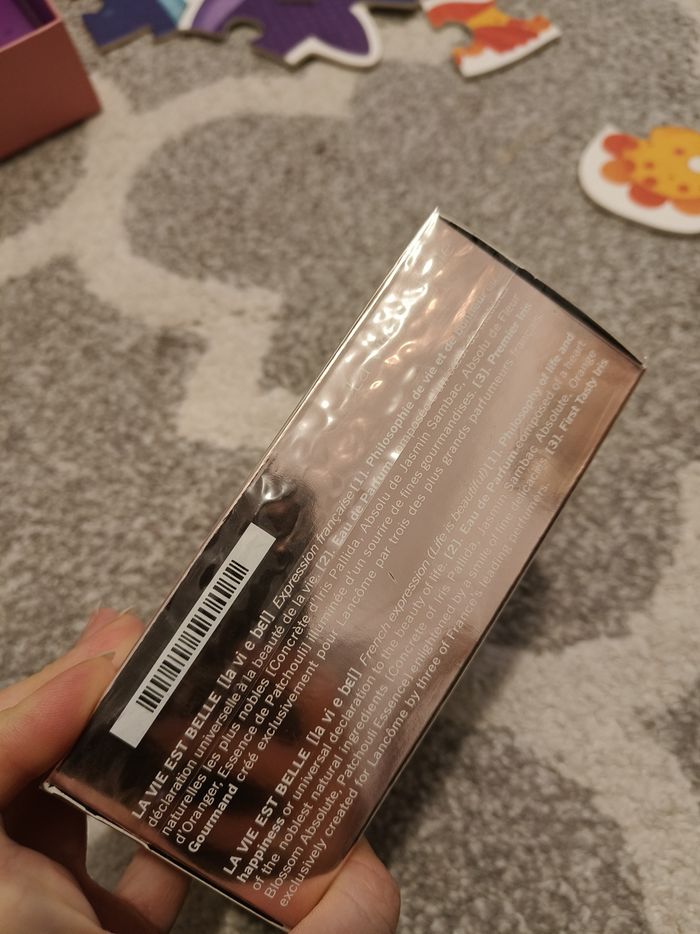 LA VIE EST BELLE [la vi e bɛl] Expression française [1]. Philosophie de vie et de
déclaration universelle à la beauté de la vie. [2]. Eau de Parfum composée
naturelles les plus nobles [Concrète d'Iris Pallida, Absolu de Jasmin Sambac, Absolu de Fleur
d'Oranger, Essence de Patchouli] illuminée d'un sourire de fines gourmandises. [3]. Premier Iris
Gourmand créé exclusivement pour Lancôme par trois des plus grands parfumeurs français.
LA VIE EST BELLE [la vi e bɛl] French expression (Life is beautiful) [1]. Philosophy of life and
happiness or universal declaration to the beauty of life. [2]. Eau de Parfum composed of a heart
of the noblest natural ingredients [Concrete of Iris Pallida, Jasmine Sambac Absolute, Orange
Blossom Absolute, Patchouli Essence] enlightened by a smile of fine delicacies. [3]. First Tasty Iris
exclusively created for Lancôme by three of France's leading perfumers.